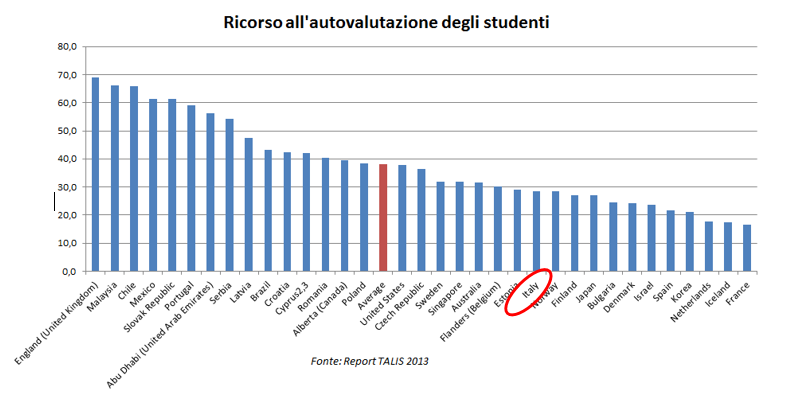 Ricorso all'autovalutazione degli studenti
80,0
70,0
60,0
50,0
40,0
30,0
20,0
10,0
0,0
England (United Kingdom)
Malaysia
Chile
Mexico
Slovak Republic
Portugal
Abu Dhabi (United Arab Emirates)
Serbia
Latvia
Brazil
Croatia
Cyprus2,3
Romania
Alberta (Canada)
Poland
Average
United States
Czech Republic
Sweden
Singapore
Australia
Flanders (Belgium)
Estonia
Italy
Norway
Finland
Japan
Bulgaria
Denmark
Israel
Spain
Korea
Netherlands
Iceland
France
Fonte: Report TALIS 2013